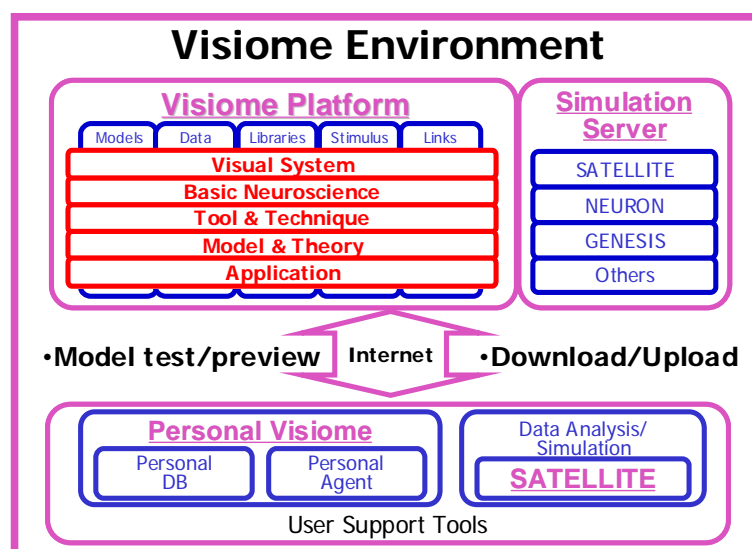 Visiome Environment
Visiome Platform
Models Data Libraries Stimulus Links
Visual System
Basic Neuroscience
Tool & Technique
Model & Theory
Application
Simulation
Server
SATELLITE
NEURON
GENESIS
Others
•Model test/preview
Internet
•Download/Upload
Personal Visiome
Personal
DB
Personal
Agent
Data Analysis/
Simulation
SATELLITE
User Support Tools